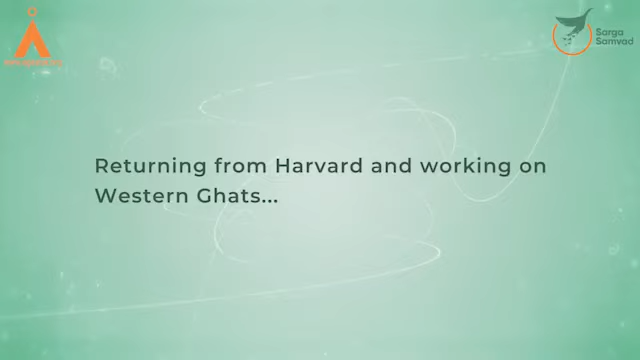 Sarga
Samvad
Returning from Harvard and working on
Western Ghats...